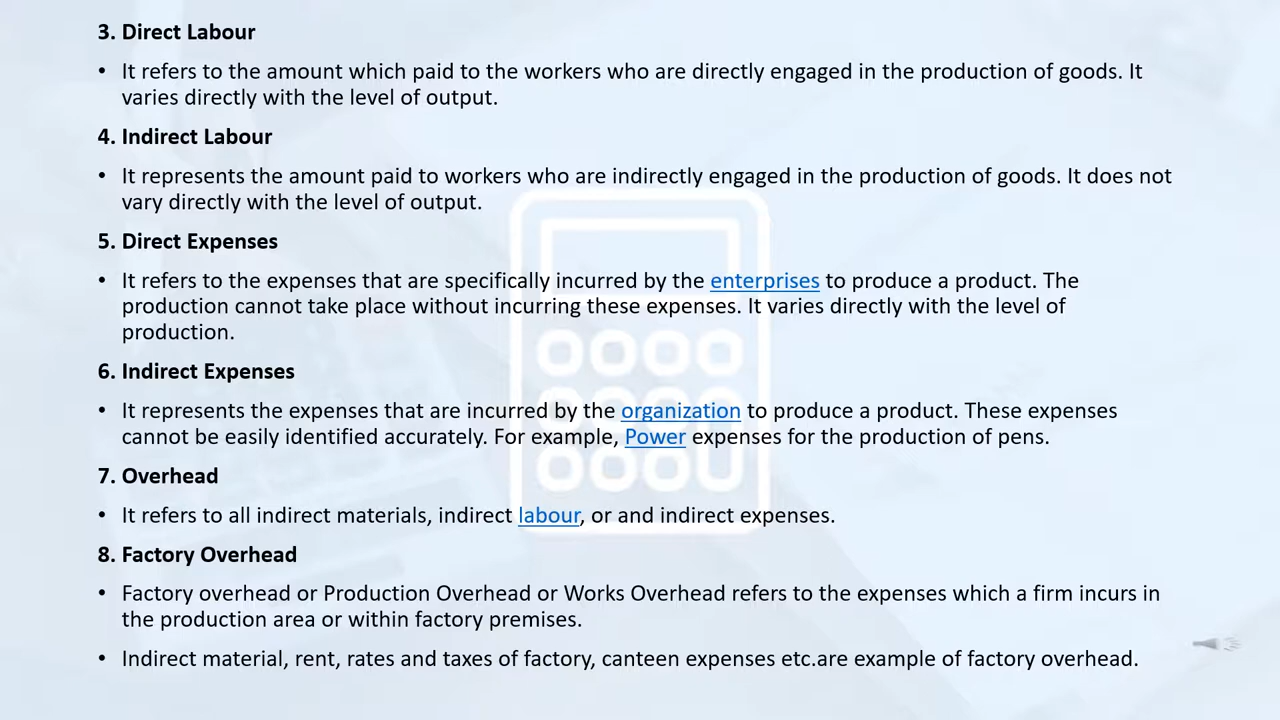 3. Direct Labour
• It refers to the amount which paid to the workers who are directly engaged in the production of goods. It
varies directly with the level of output.
4. Indirect Labour
• It represents the amount paid to workers who are indirectly engaged in the production of goods. It does not
vary directly with the level of output.
5. Direct Expenses
• It refers to the expenses that are specifically incurred by the enterprises to produce a product. The
production cannot take place without incurring these expenses. It varies directly with the level of
production.
6. Indirect Expenses
• It represents the expenses that are incurred by the organization to produce a product. These expenses
cannot be easily identified accurately. For example, Power expenses for the production of pens.
7. Overhead
• It refers to all indirect materials, indirect labour, or and indirect expenses.
8. Factory Overhead
• Factory overhead or Production Overhead or Works Overhead refers to the expenses which a firm incurs in
the production area or within factory premises.
• Indirect material, rent, rates and taxes of factory, canteen expenses etc.are example of factory overhead.